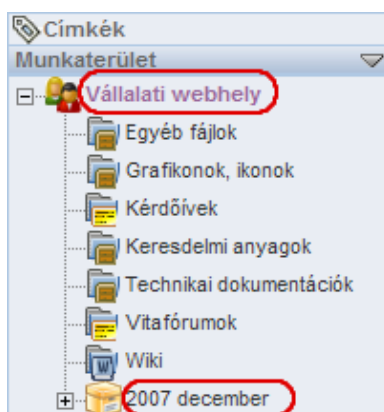 Címkék
Munkaterület
Vállalati webhely
Egyéb fájlok
Grafikonok, ikonok
Kérdőívek
Keresdelmi anyagok
Technikai dokumentációk
Vitafórumok
Wiki
2007 december